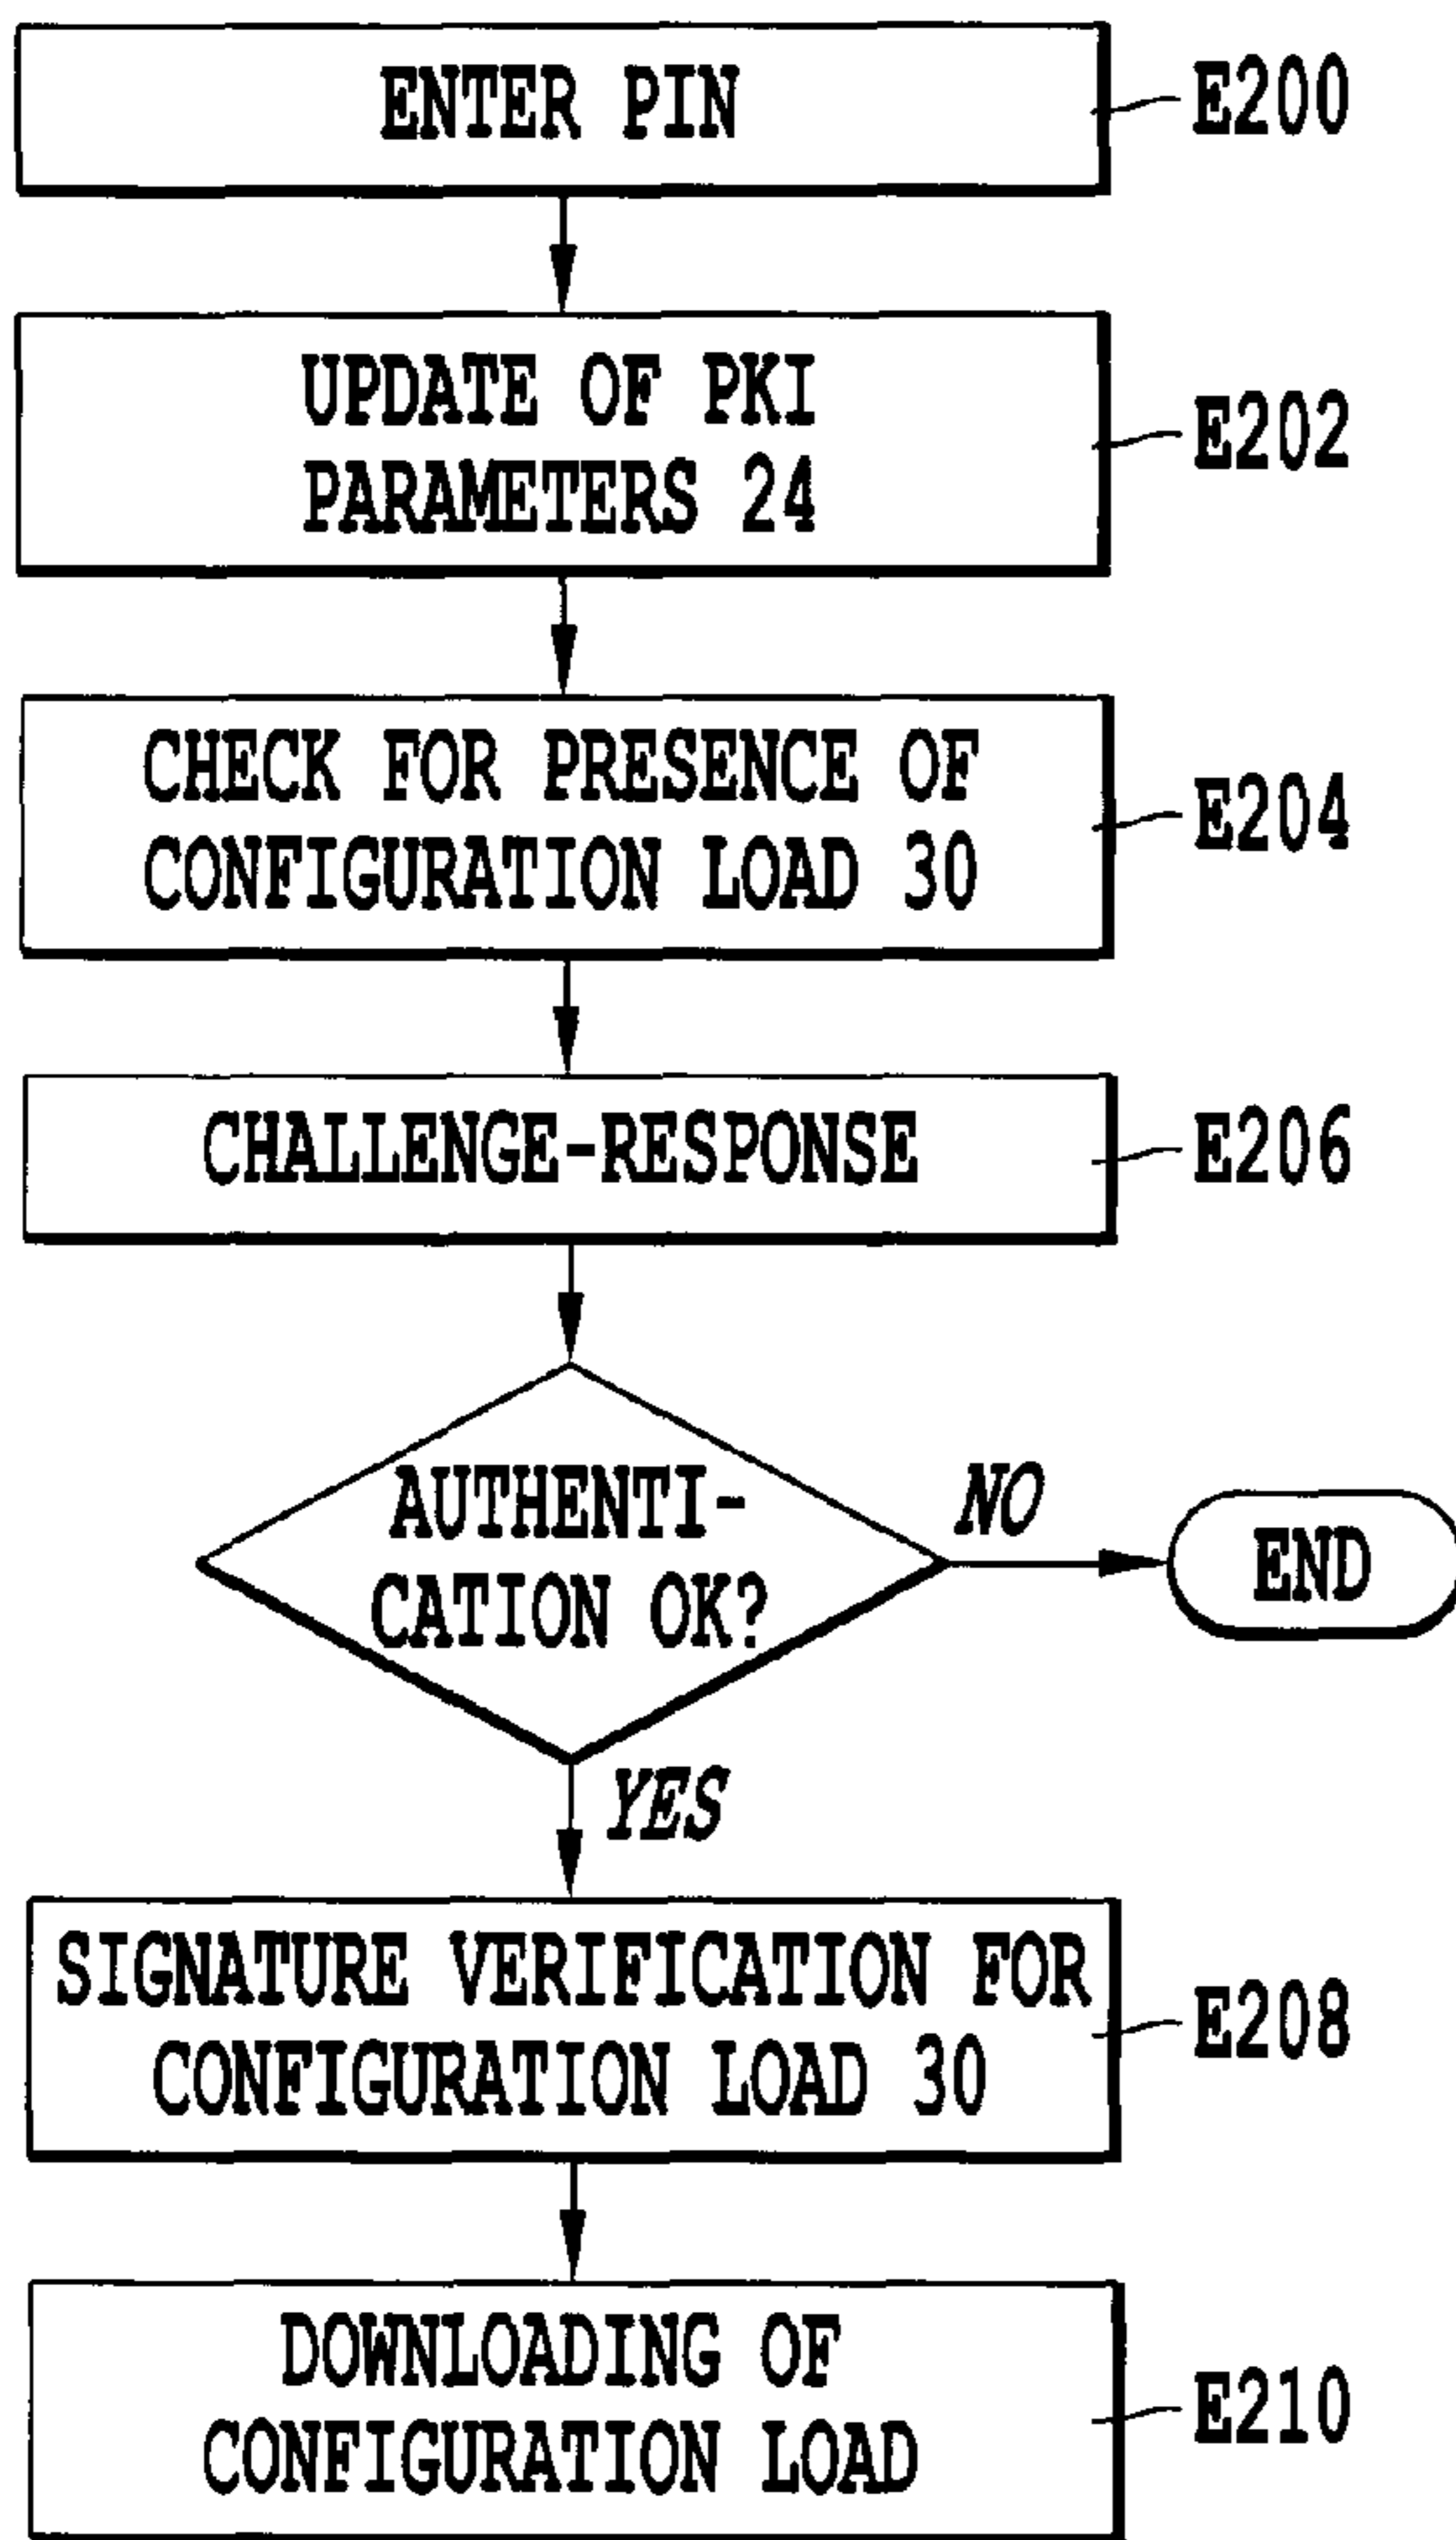 ENTER PIN
E200
UPDATE OF PKI
PARAMETERS 24
E202
CHECK FOR PRESENCE OF
CONFIGURATION LOAD 30
E204
CHALLENGE-RESPONSE
E206
AUTHENTI-
CATION OK?
NO
END
YES
SIGNATURE VERIFICATION FOR
CONFIGURATION LOAD 30
E208
DOWNLOADING OF
CONFIGURATION LOAD
E210